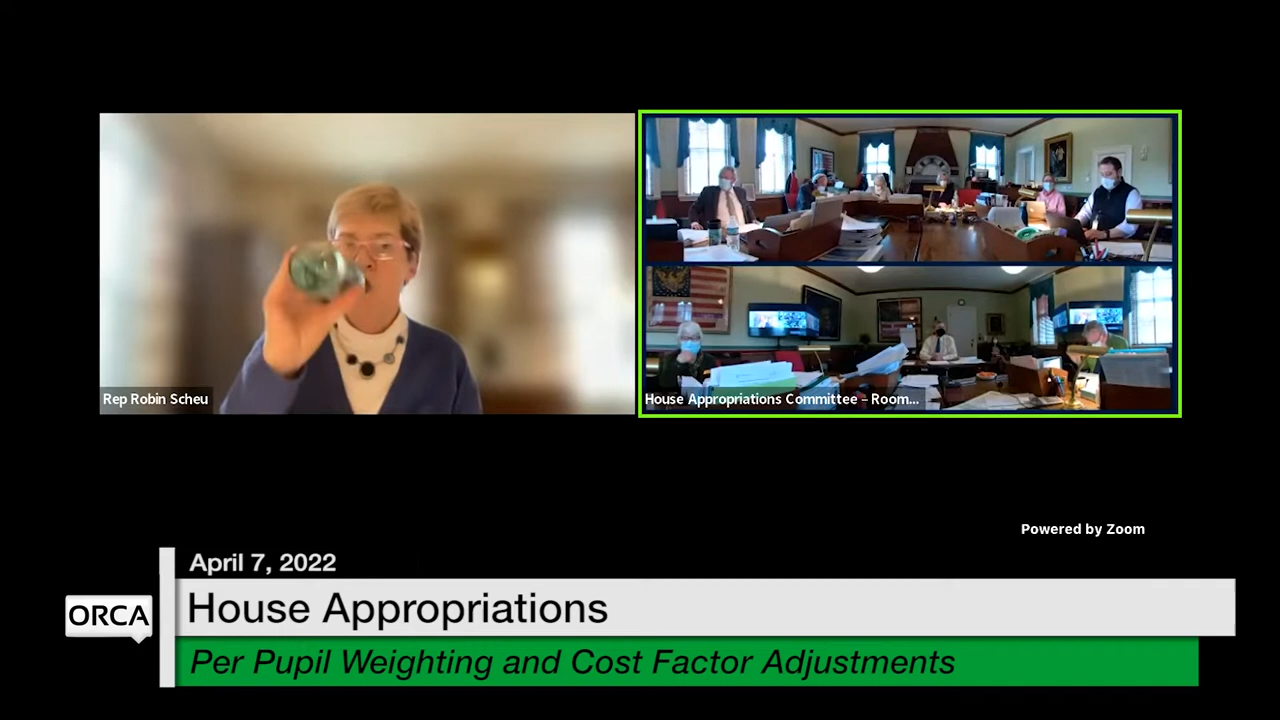 Rep Robin Scheu
House Appropriations Committee – Room...
Powered by Zoom
April 7, 2022
ORCA
House Appropriations
Per Pupil Weighting and Cost Factor Adjustments